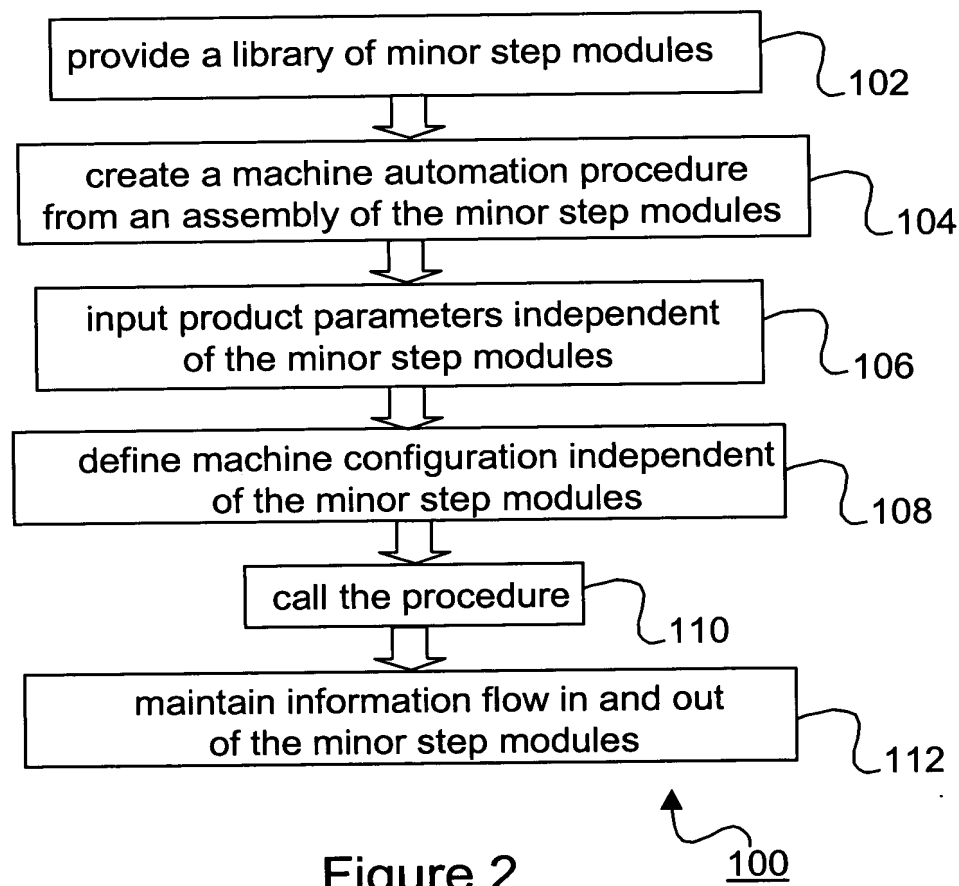 provide a library of minor step modules
102
create a machine automation procedure
from an assembly of the minor step modules
104
input product parameters independent
of the minor step modules
106
define machine configuration independent
of the minor step modules
108
call the procedure
110
maintain information flow in and out
of the minor step modules
112
100
Figure 2